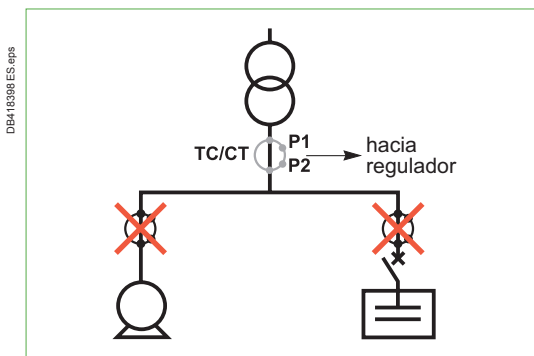 DB418398 ES.eps
P1
TC/CT
P2
hacia
regulador